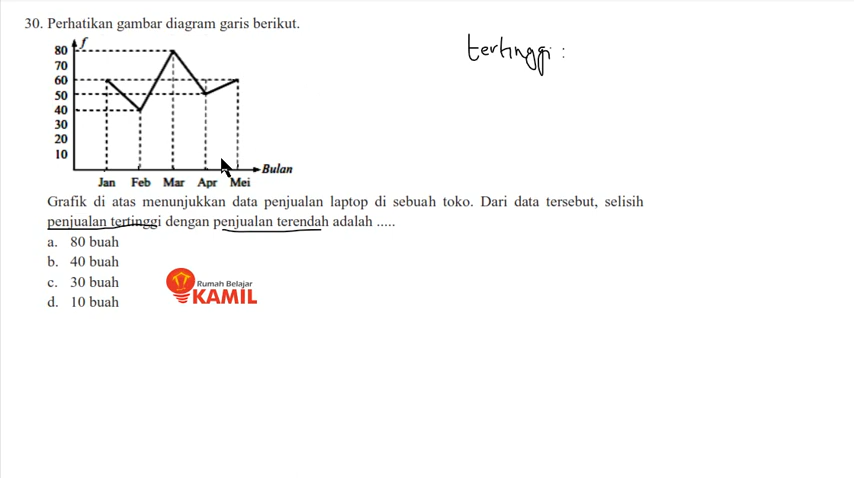 30. Perhatikan gambar diagram garis berikut.
tertinggi :
f
80
70
60
50
40
30
20
10
Bulan
Jan Feb Mar Apr Mei
Grafik di atas menunjukkan data penjualan laptop di sebuah toko. Dari data tersebut, selisih
penjualan tertinggi dengan penjualan terendah adalah .....
a. 80 buah
b. 40 buah
c. 30 buah
d. 10 buah
Rumah Belajar
KAMIL